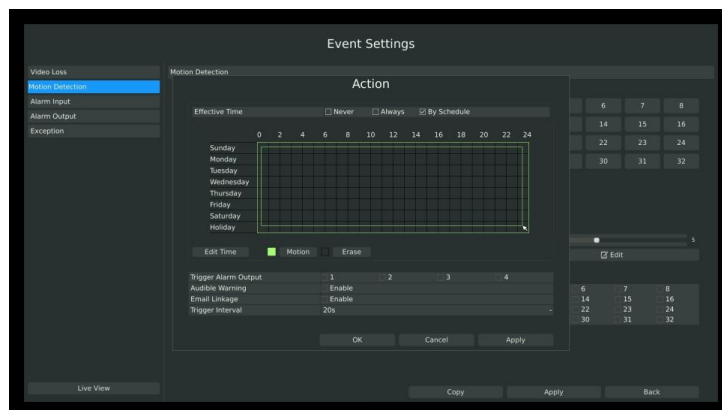 Event Settings
Video Loss
Motion Detection
Motion Detection
Alarm Input
Alarm Output
Exception
Action
Effective Time Never Always By Schedule
0 2 4 6 8 10 12 14 16 18 20 22 24
Sunday
Monday
Tuesday
Wednesday
Thursday
Friday
Saturday
Holiday
Edit Time Motion Erase
Trigger Alarm Output 1 2 3 4
Audible Warning Enable
Email Linkage Enable
Trigger Interval 20s
OK Cancel Apply
6 7 8
14 15 16
22 23 24
30 31 32
5
Edit
6 7 8
14 15 16
22 23 24
30 31 32
Live View
Copy Apply Back